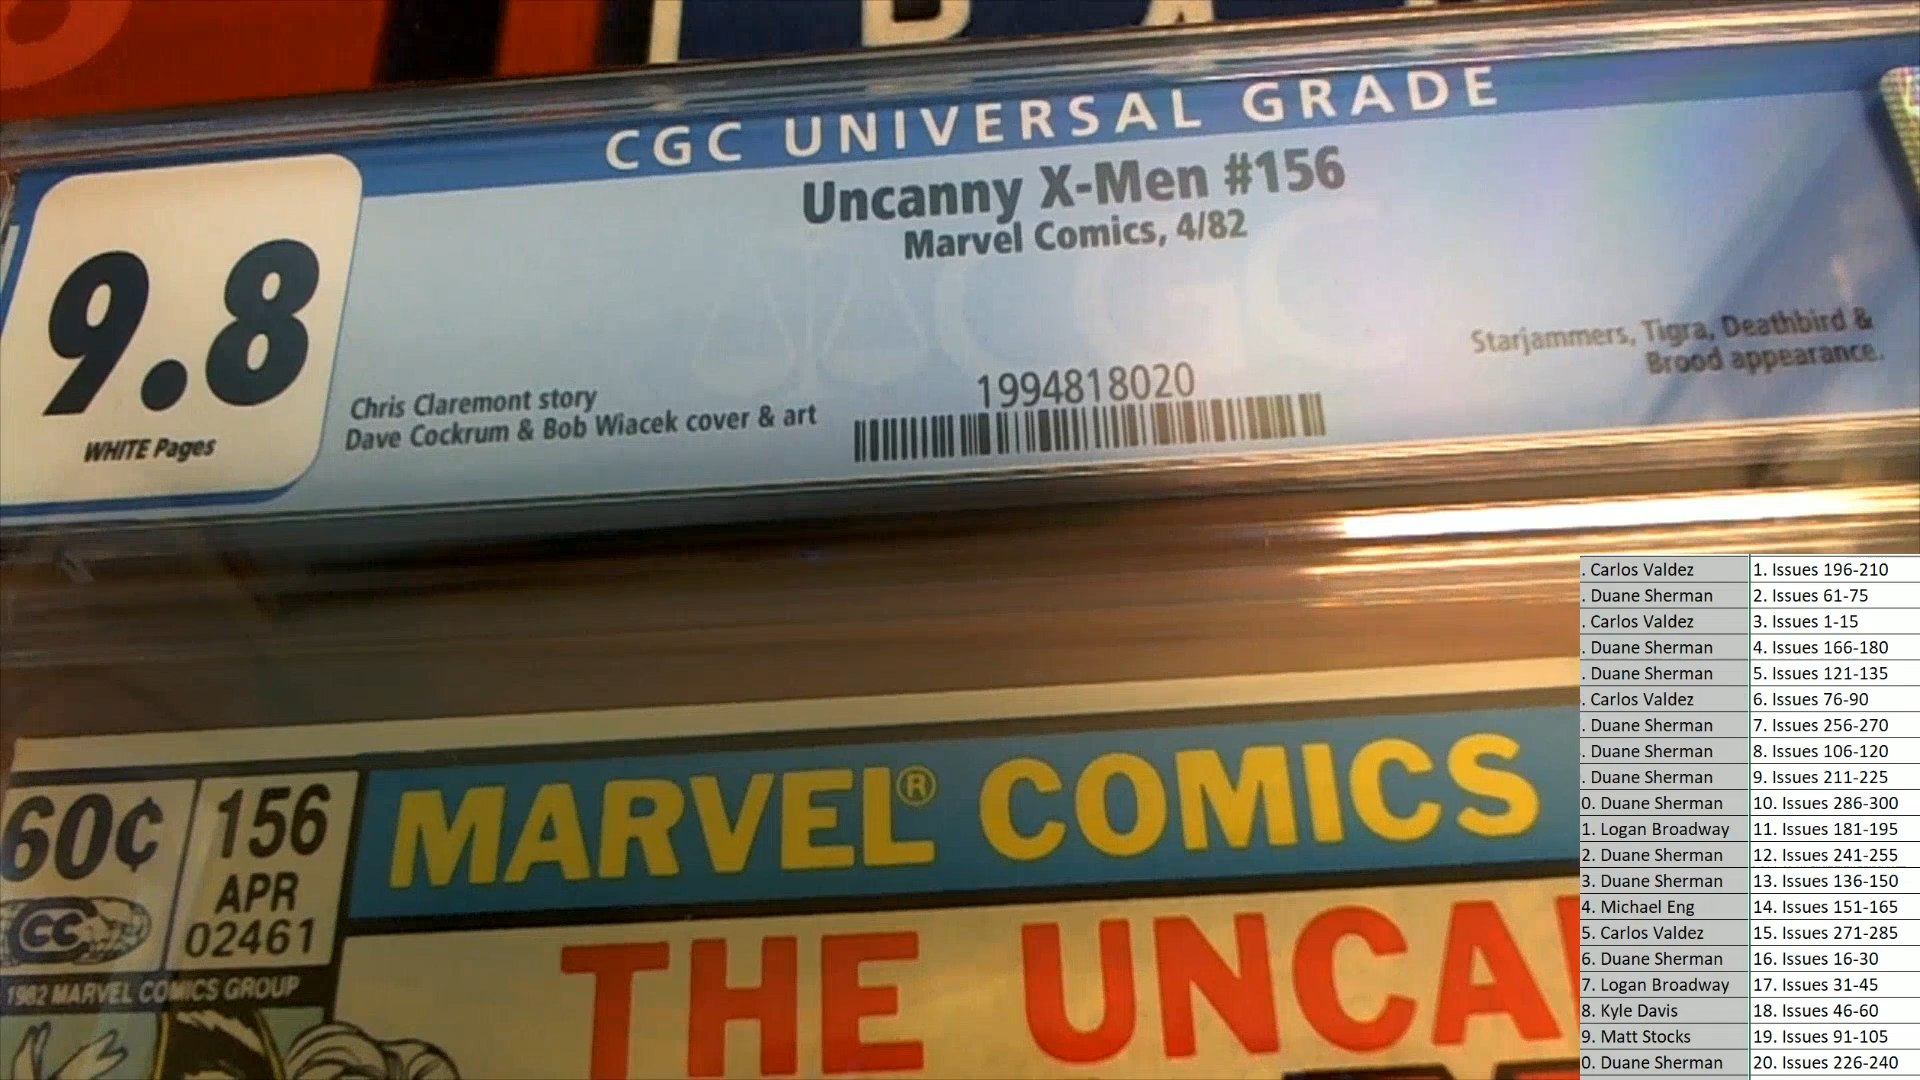 CGC UNIVERSAL GRADE
Uncanny X-Men #156
Marvel Comics, 4/82
9.8
WHITE Pages
Chris Claremont story
Dave Cockrum & Bob Wiacek cover & art
1994818020
Starjammers, Tigra, Deathbird &
Brood appearance.
60¢
156
APR
02461
CC
1982 MARVEL COMICS GROUP
MARVEL® COMICS
THE UNCA
. Carlos Valdez 1. Issues 196-210
. Duane Sherman 2. Issues 61-75
. Carlos Valdez 3. Issues 1-15
. Duane Sherman 4. Issues 166-180
. Duane Sherman 5. Issues 121-135
. Carlos Valdez 6. Issues 76-90
. Duane Sherman 7. Issues 256-270
. Duane Sherman 8. Issues 106-120
. Duane Sherman 9. Issues 211-225
0. Duane Sherman 10. Issues 286-300
1. Logan Broadway 11. Issues 181-195
2. Duane Sherman 12. Issues 241-255
3. Duane Sherman 13. Issues 136-150
4. Michael Eng 14. Issues 151-165
5. Carlos Valdez 15. Issues 271-285
6. Duane Sherman 16. Issues 16-30
7. Logan Broadway 17. Issues 31-45
8. Kyle Davis 18. Issues 46-60
9. Matt Stocks 19. Issues 91-105
0. Duane Sherman 20. Issues 226-240